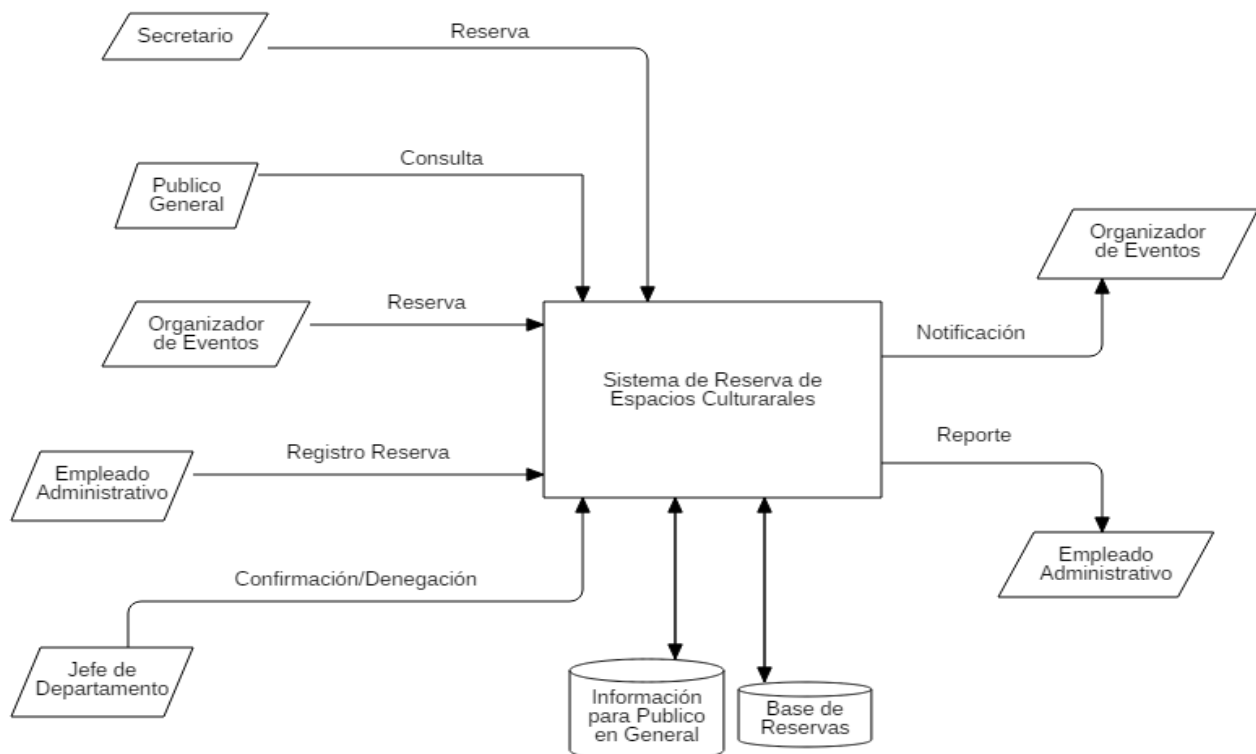 Secretario
Reserva
Publico
General
Consulta
Organizador
de Eventos
Reserva
Organizador
de Eventos
Notificación
Sistema de Reserva de
Espacios Culturarales
Empleado
Administrativo
Registro Reserva
Reporte
Empleado
Administrativo
Confirmación/Denegación
Jefe de
Departamento
Información
para Publico
en General
Base de
Reservas